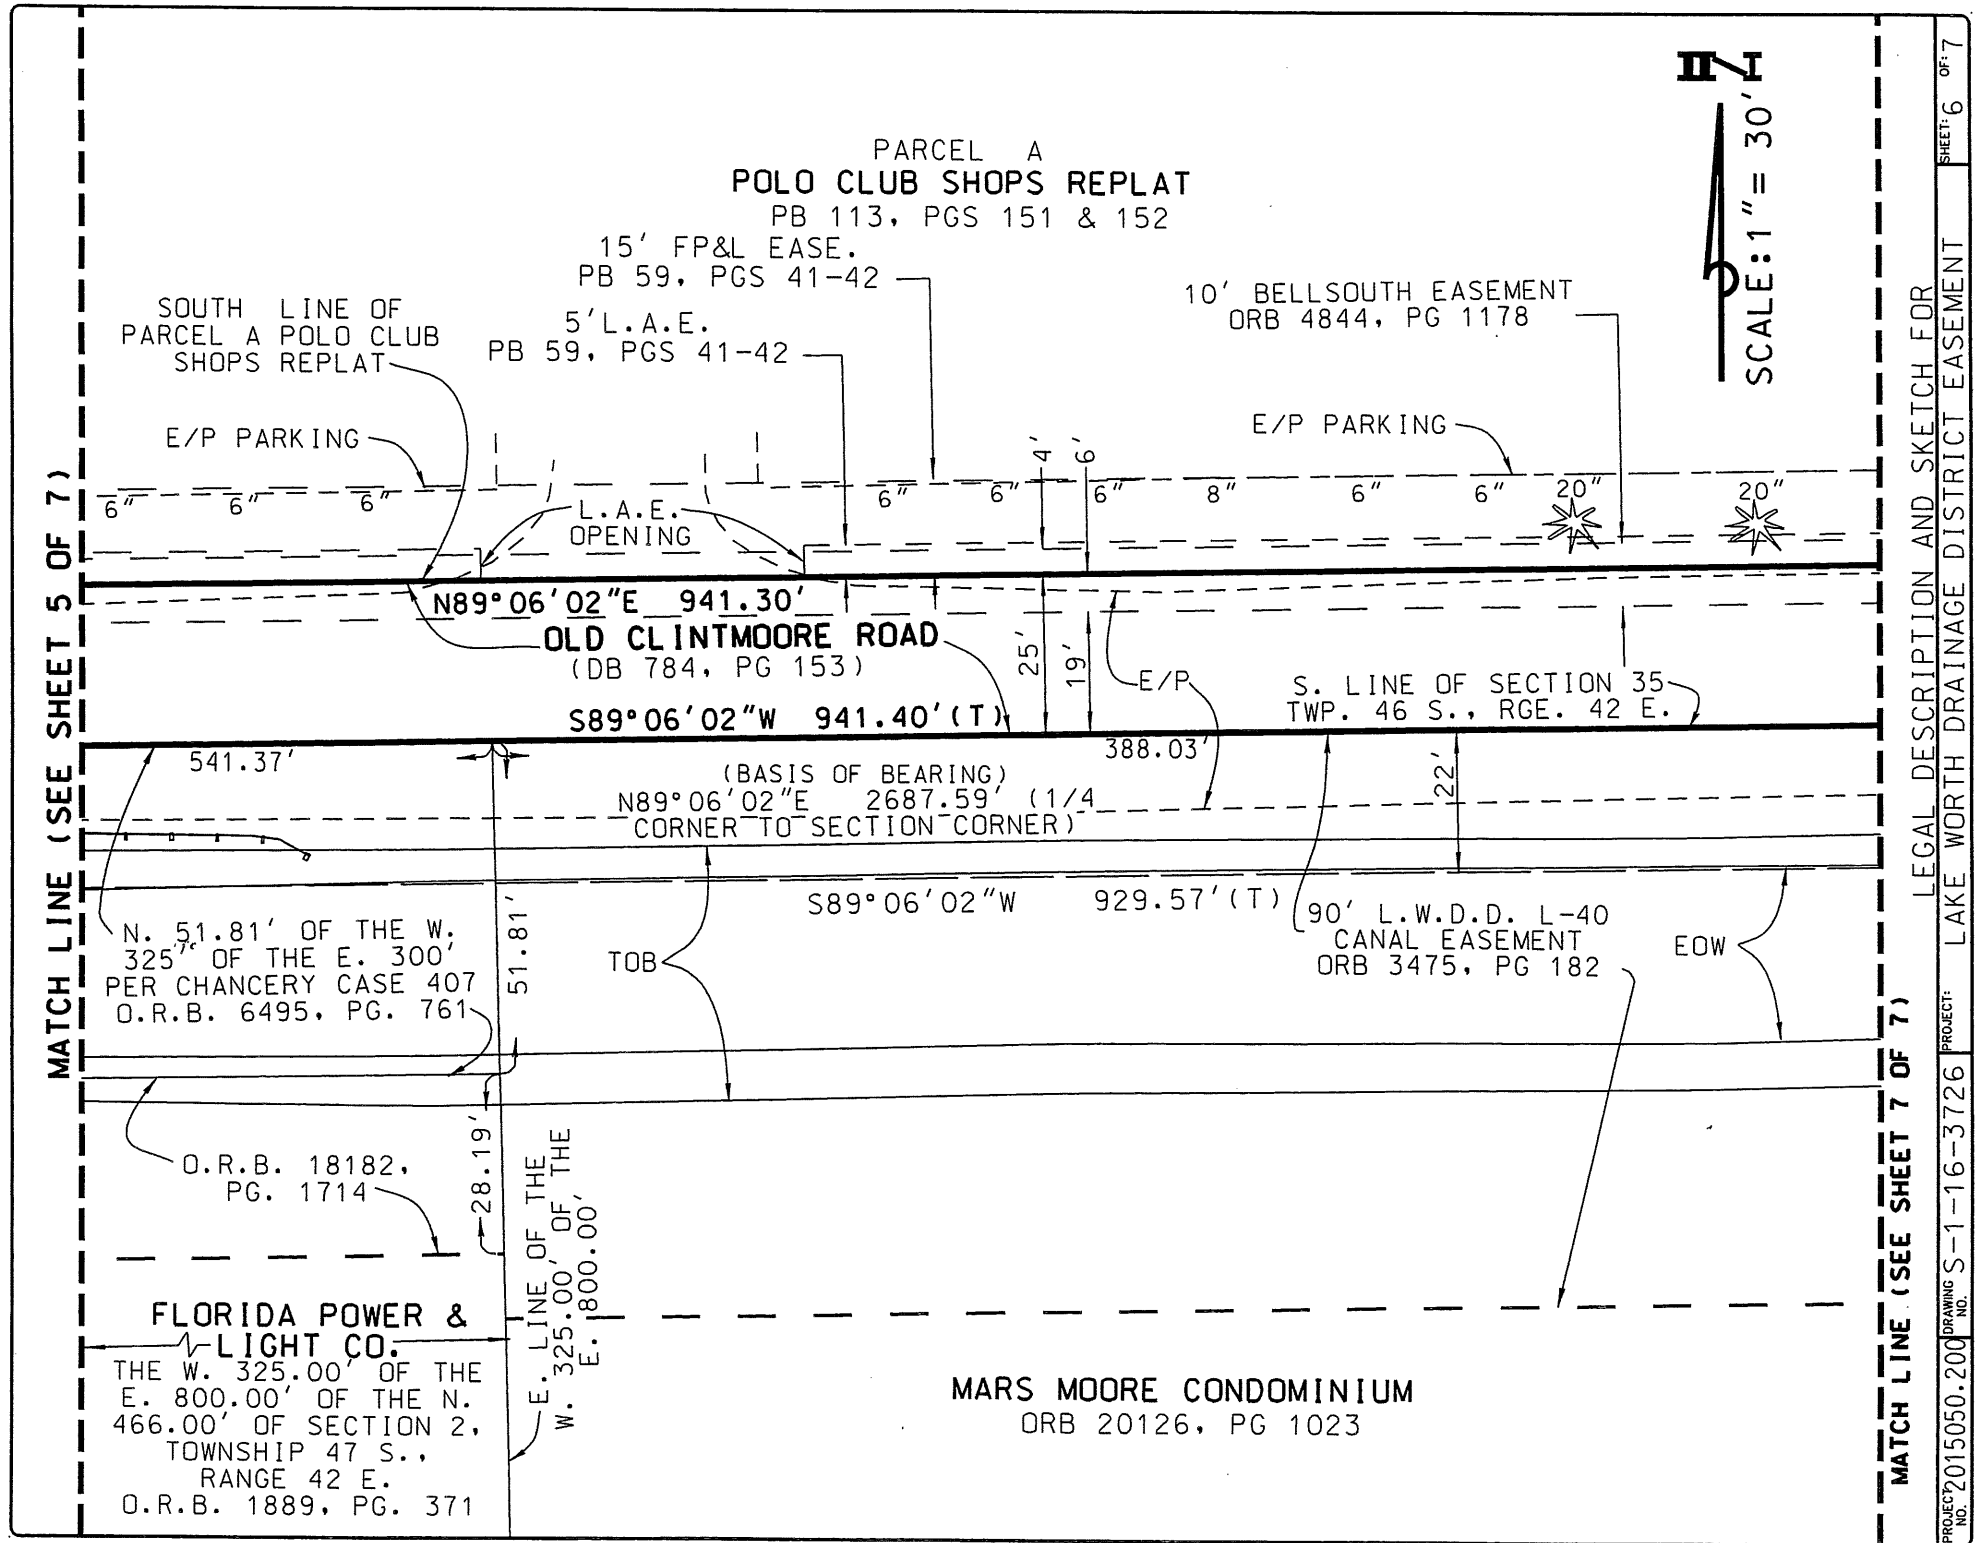 PARCEL A
POLO CLUB SHOPS REPLAT
PB 113, PGS 151 & 152
15' FP&L EASE.
PB 59, PGS 41-42
5' L.A.E.
PB 59, PGS 41-42
SOUTH LINE OF
PARCEL A POLO CLUB
SHOPS REPLAT
E/P PARKING
10' BELLSOUTH EASEMENT
ORB 4844, PG 1178
E/P PARKING
SCALE: 1" = 30'
6"
6"
6"
L.A.E.
OPENING
6"
6"
4'
6'
6"
8"
6"
6"
20"
20"
N89°06'02"E 941.30'
OLD CLINTMOORE ROAD
(DB 784, PG 153)
25'
19'
E/P
S. LINE OF SECTION 35
TWP. 46 S., RGE. 42 E.
S89°06'02"W 941.40'(T)
541.37'
388.03'
22'
(BASIS OF BEARING)
N89°06'02"E 2687.59' (1/4
CORNER TO SECTION CORNER)
S89°06'02"W 929.57'(T)
N. 51.81' OF THE W.
325' OF THE E. 300'
PER CHANCERY CASE 407
O.R.B. 6495, PG. 761
51.81'
TOB
90' L.W.D.D. L-40
CANAL EASEMENT
ORB 3475, PG 182
EOW
O.R.B. 18182,
PG. 1714
28.19'
E. LINE OF THE
W. 325.00' OF THE
E. 800.00'
FLORIDA POWER &
LIGHT CO.
THE W. 325.00' OF THE
E. 800.00' OF THE N.
466.00' OF SECTION 2,
TOWNSHIP 47 S.,
RANGE 42 E.
O.R.B. 1889, PG. 371
MARS MOORE CONDOMINIUM
ORB 20126, PG 1023
MATCH LINE (SEE SHEET 5 OF 7)
MATCH LINE (SEE SHEET 7 OF 7)
PROJECT NO. 2015050.200
DRAWING NO. S-1-16-3726
PROJECT:
LEGAL DESCRIPTION AND SKETCH FOR
LAKE WORTH DRAINAGE DISTRICT EASEMENT
SHEET: 6 OF: 7